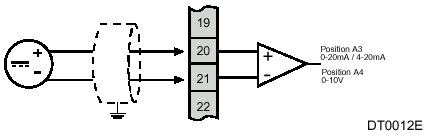 19
+
20
+
Position A3
0-20mA / 4-20mA
-
21
-
Position A4
0-10V
22
DT0012E